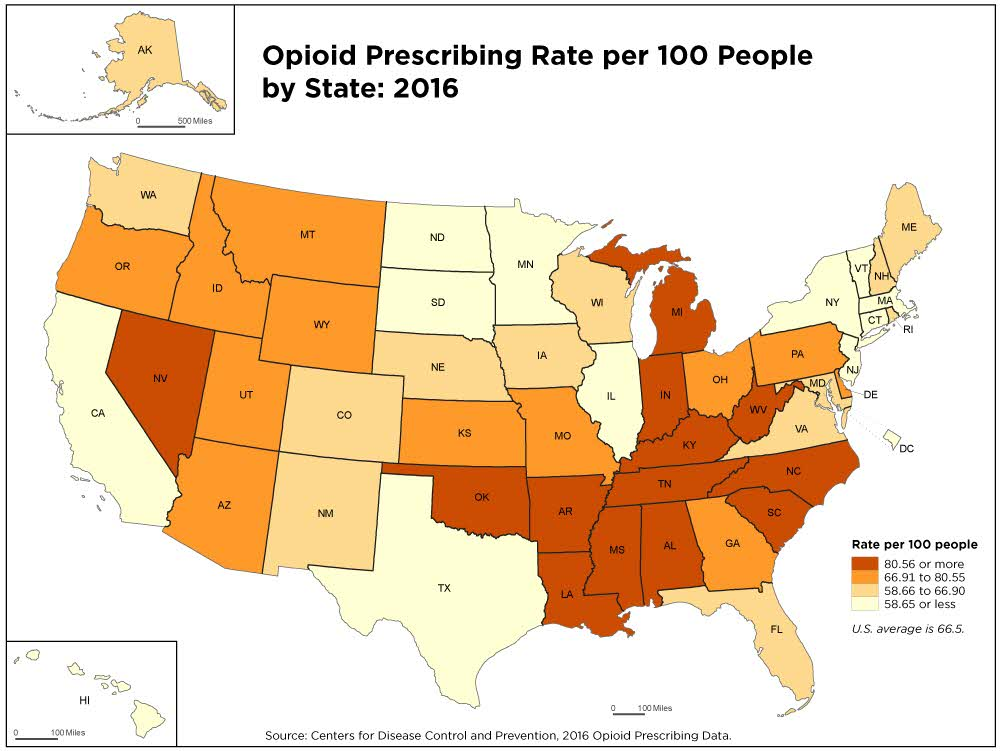 AK
0 500 Miles
Opioid Prescribing Rate per 100 People
by State: 2016
WA
MT
ND
MN
OR
ID
WY
SD
WI
MI
ME
VT
NH
NY
MA
CT
RI
NV
UT
CO
NE
IA
IL
IN
OH
PA
NJ
MD
DE
WV
VA
DC
CA
KS
MO
KY
NC
TN
SC
AZ
NM
OK
AR
MS
AL
GA
TX
LA
FL
Rate per 100 people
80.56 or more
66.91 to 80.55
58.66 to 66.90
58.65 or less
U.S. average is 66.5.
HI
0 100 Miles
0 100 Miles
Source: Centers for Disease Control and Prevention, 2016 Opioid Prescribing Data.